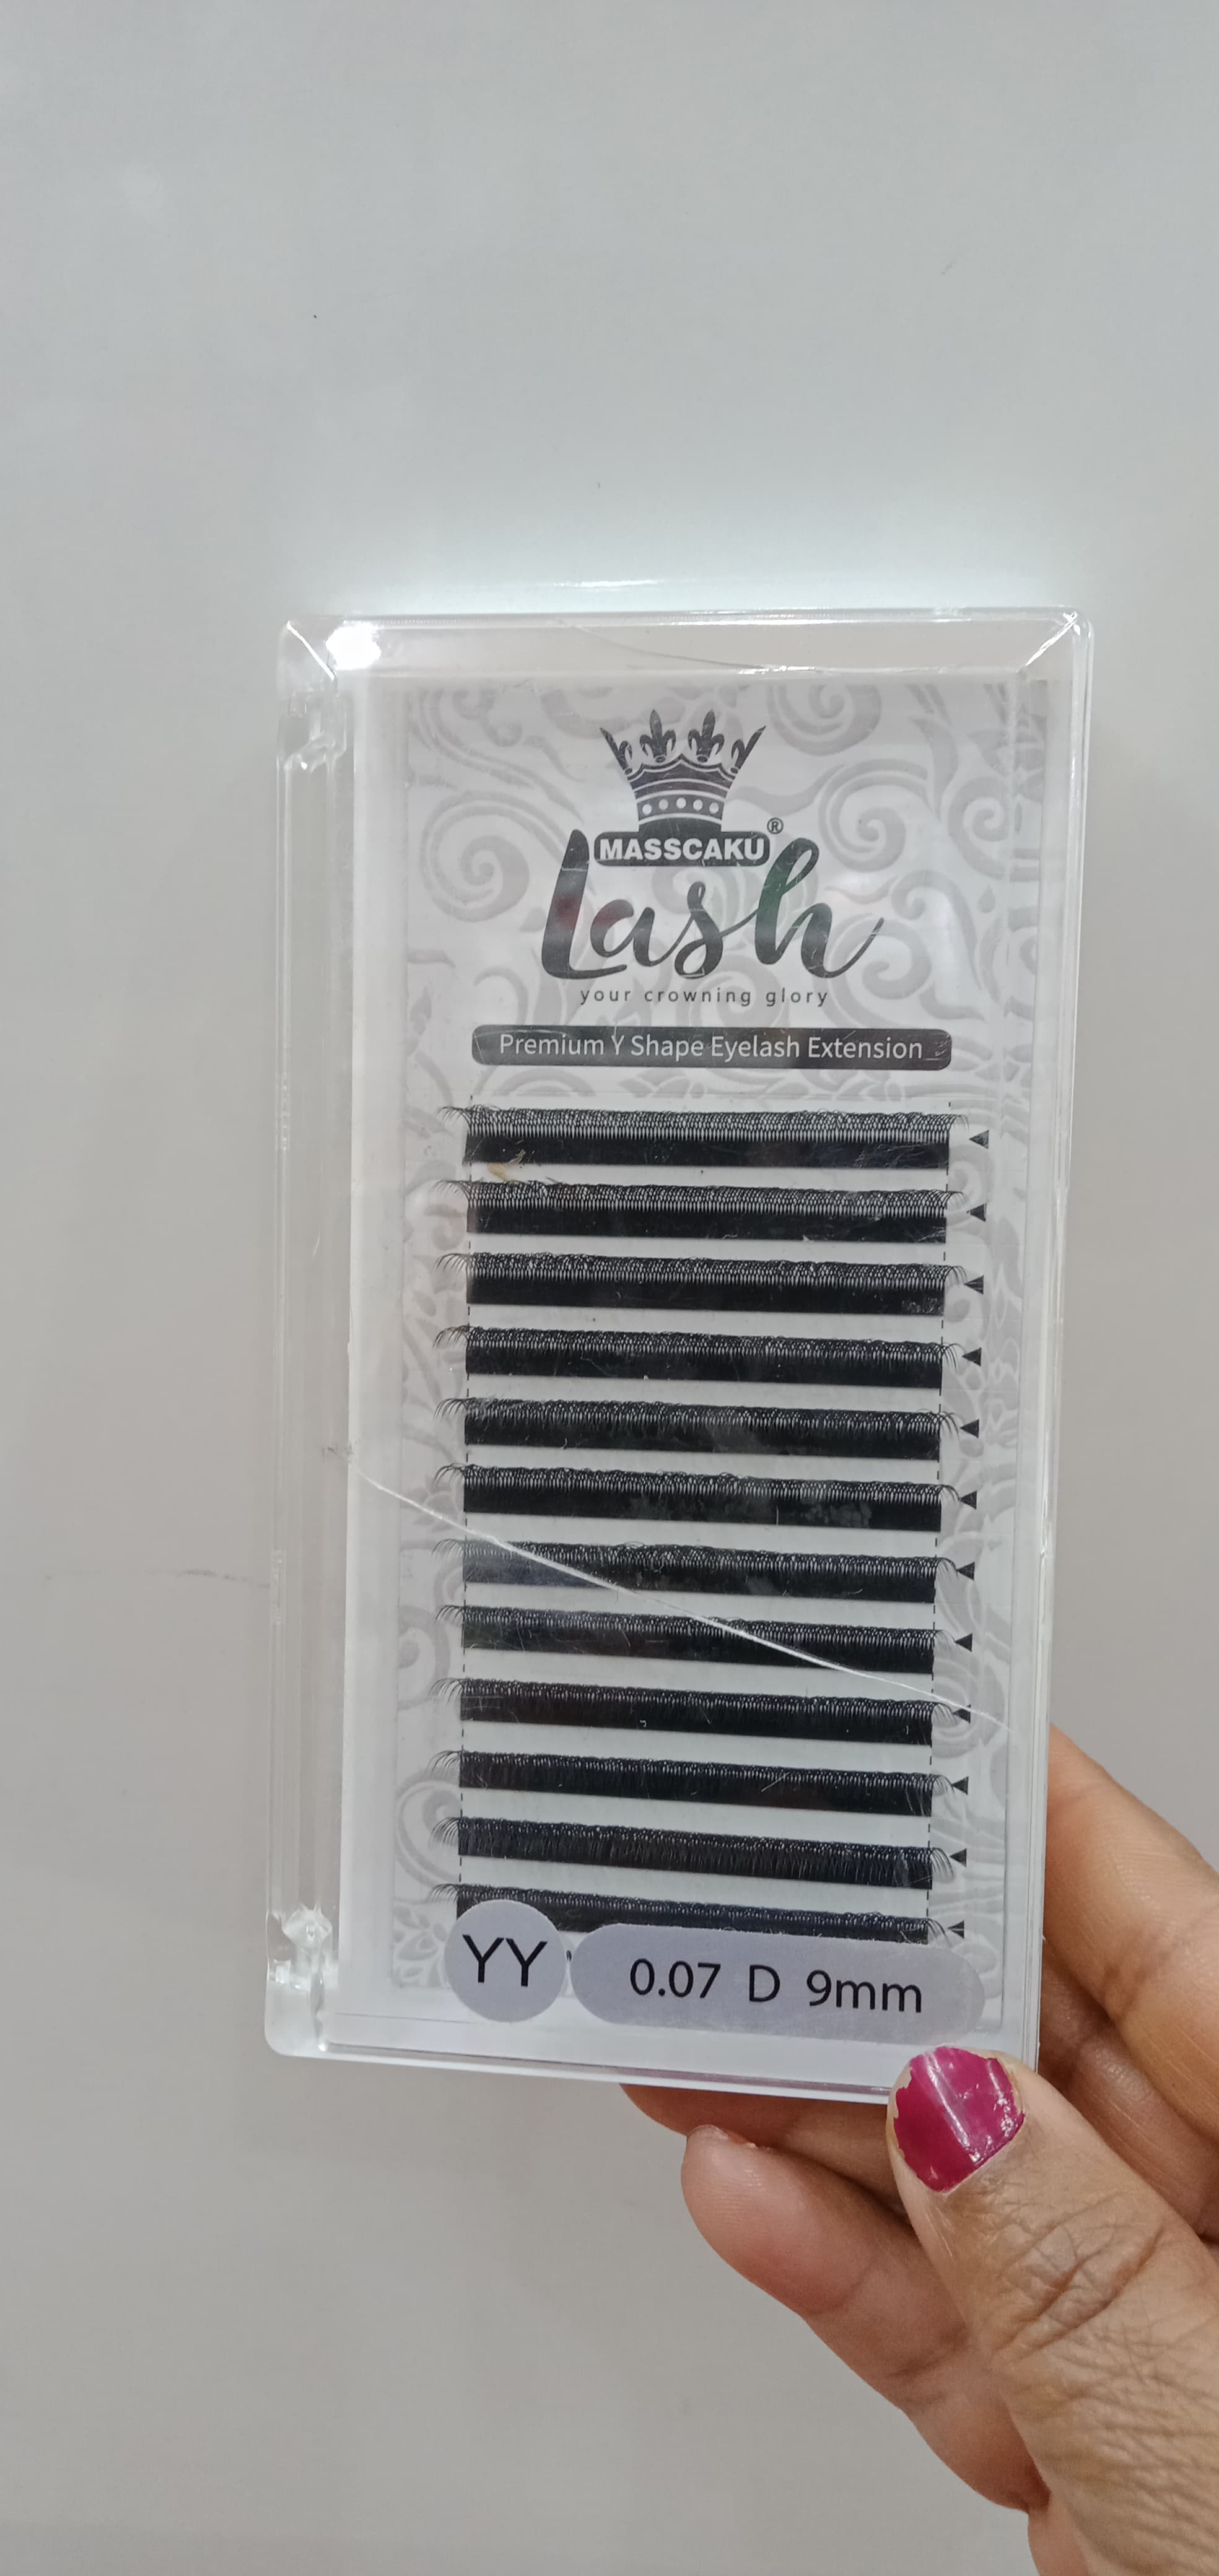 MASSCAKU®
Lash
your crowning glory
Premium Y Shape Eyelash Extension
YY
0.07 D 9mm